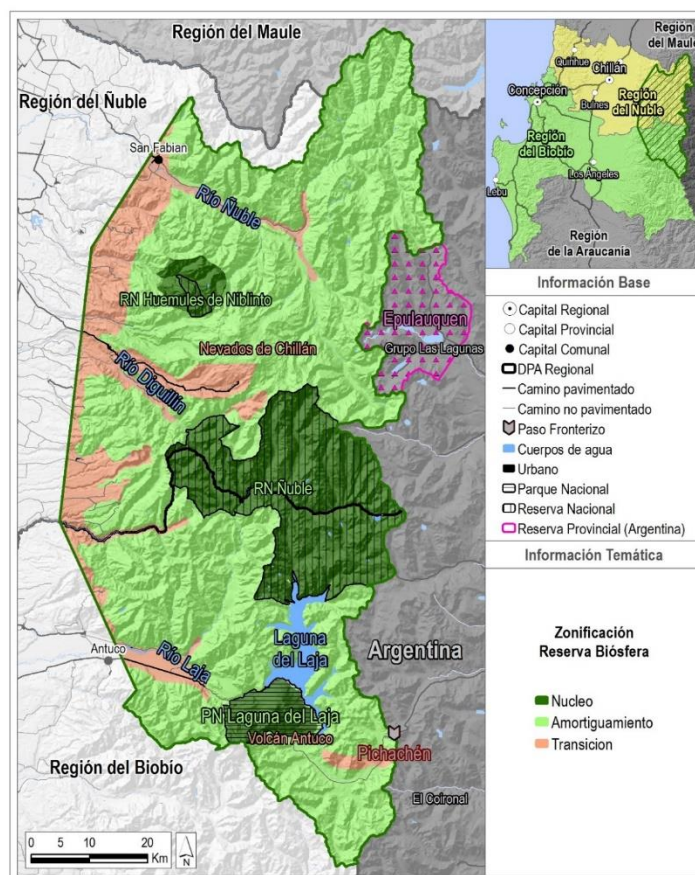 Región del Maule
Región del Ñuble
San Fabian
Río Ñuble
RN Huemules de Niblinto
Epulauquen
Nevados de Chillán
Grupo Las Lagunas
Río Diguillín
RN Ñuble
Laguna
del Laja
Argentina
Río Laja
Antuco
PN Laguna del Laja
Volcán Antuco
Pichachén
Región del Biobío
El Coironal
0 5 10 20
Km
N
Región
del Maule
Quirihue
Chillán
Concepción
Región
del Ñuble
Bulnes
Región
del Biobío
Los Angeles
Lebu
Región
de la Araucanía
Información Base
Capital Regional
Capital Provincial
Capital Comunal
DPA Regional
Camino pavimentado
Camino no pavimentado
Paso Fronterizo
Cuerpos de agua
Urbano
Parque Nacional
Reserva Nacional
Reserva Provincial (Argentina)
Información Temática
Zonificación
Reserva Biósfera
Nucleo
Amortiguamiento
Transicion